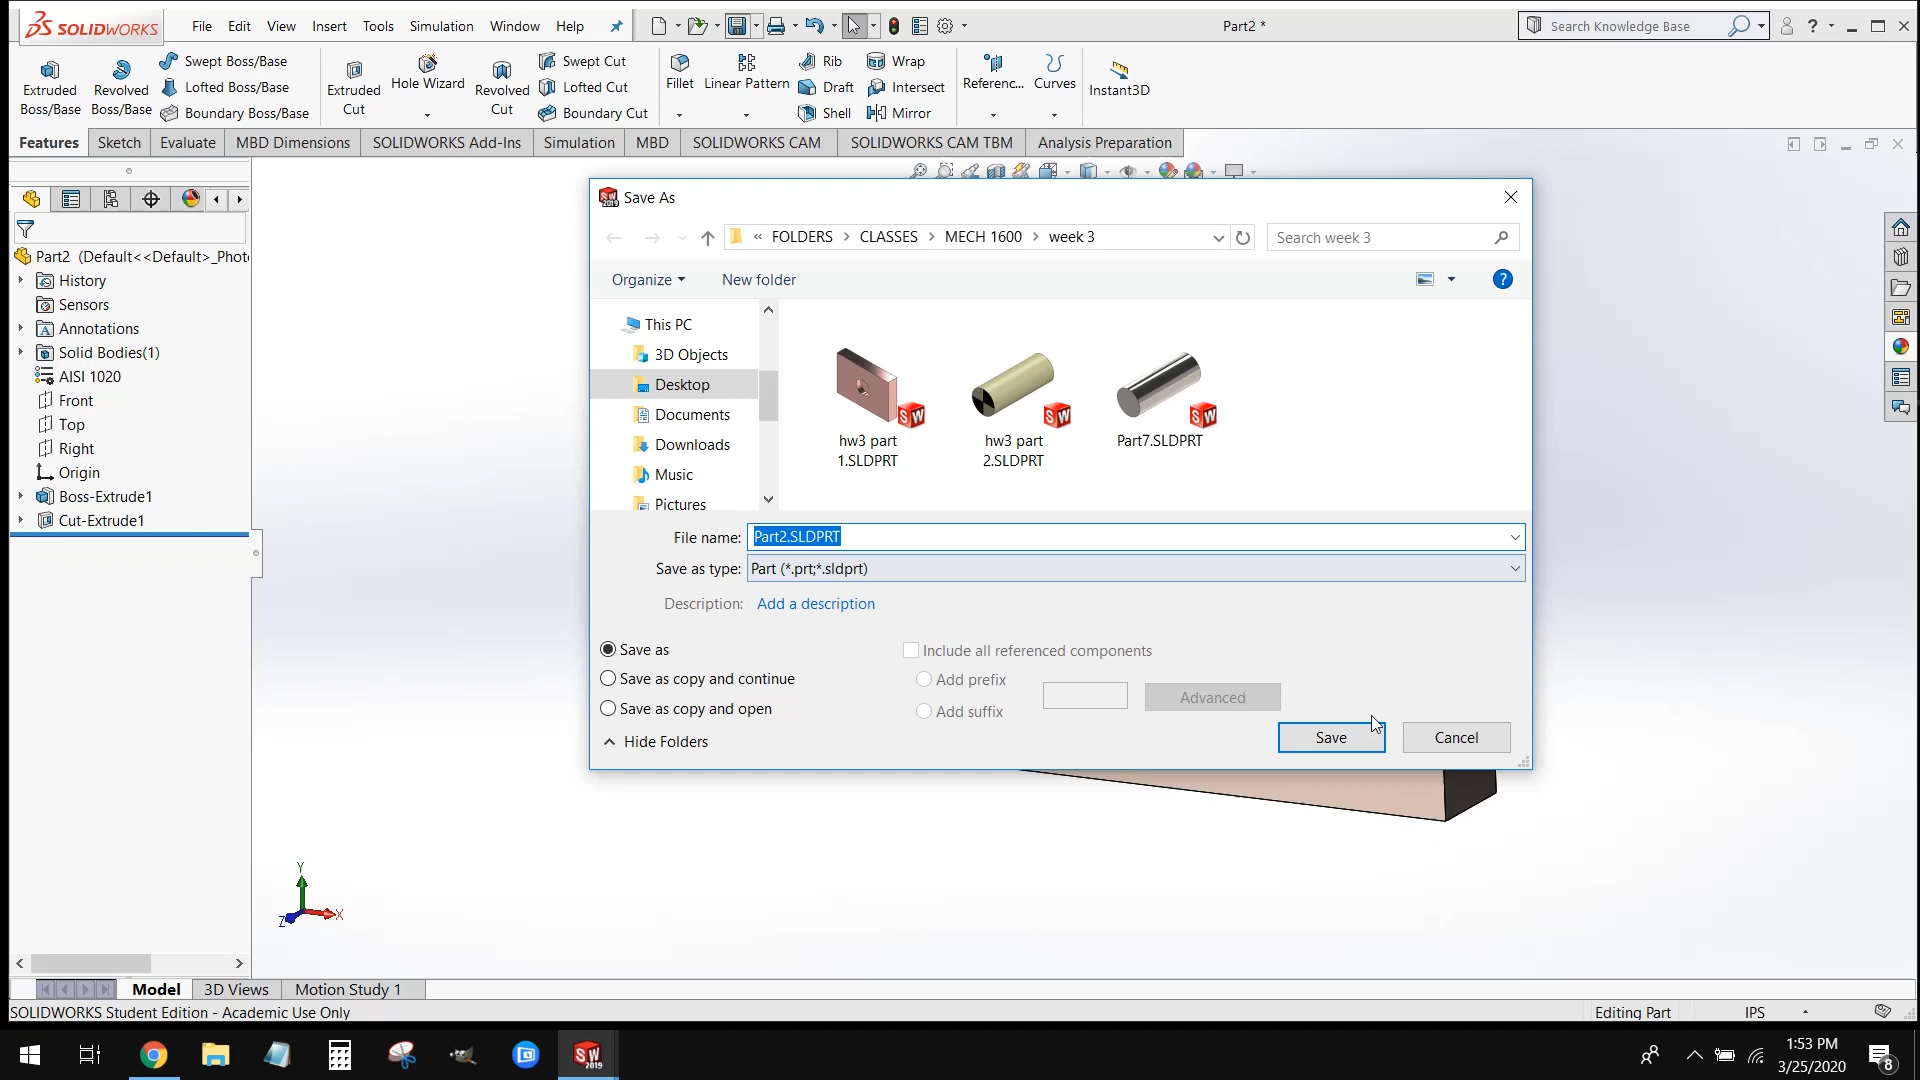 SOLIDWORKS
File Edit View Insert Tools Simulation Window Help
Part2 *
Search Knowledge Base
?
Extruded Boss/Base
Revolved Boss/Base
Swept Boss/Base
Lofted Boss/Base
Boundary Boss/Base
Extruded Cut
Hole Wizard
Revolved Cut
Swept Cut
Lofted Cut
Boundary Cut
Fillet
Linear Pattern
Rib
Draft
Shell
Wrap
Intersect
Mirror
Referenc...
Curves
Instant3D
Features Sketch Evaluate MBD Dimensions SOLIDWORKS Add-Ins Simulation MBD SOLIDWORKS CAM SOLIDWORKS CAM TBM Analysis Preparation
Part2 (Default<<Default>_Phot
History
Sensors
Annotations
Solid Bodies(1)
AISI 1020
Front
Top
Right
Origin
Boss-Extrude1
Cut-Extrude1
Save As
« FOLDERS > CLASSES > MECH 1600 > week 3
Search week 3
Organize
New folder
?
This PC
3D Objects
Desktop
Documents
Downloads
Music
Pictures
hw3 part 1.SLDPRT
hw3 part 2.SLDPRT
Part7.SLDPRT
File name: Part2.SLDPRT
Save as type: Part (*.prt;*.sldprt)
Description: Add a description
Save as
Save as copy and continue
Save as copy and open
Include all referenced components
Add prefix
Add suffix
Advanced
Hide Folders
Save
Cancel
Y
X
Z
Model 3D Views Motion Study 1
SOLIDWORKS Student Edition - Academic Use Only
Editing Part
IPS
SW 2019
1:53 PM
3/25/2020
8